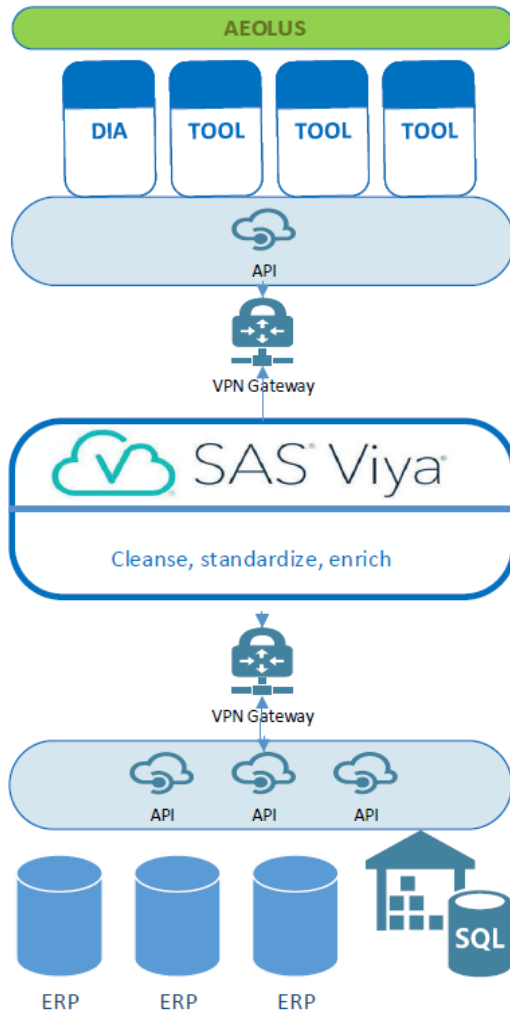 AEOLUS
DIA TOOL TOOL TOOL
API
VPN Gateway
SAS® Viya®
Cleanse, standardize, enrich
VPN Gateway
API API API
SQL
ERP ERP ERP